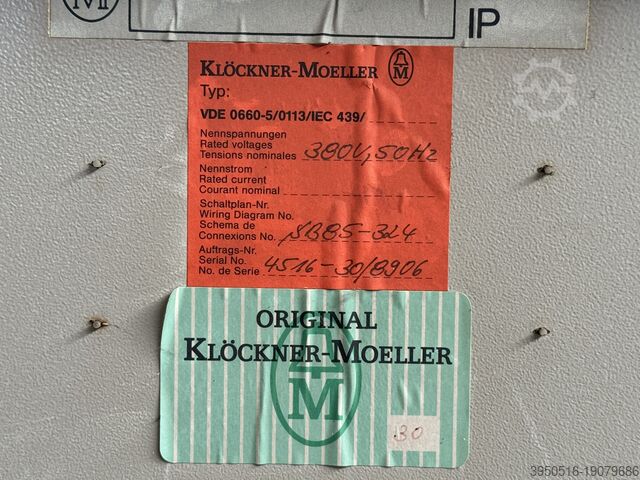 M
IP
KLÖCKNER-MOELLER M
Typ:
VDE 0660-5/0113/IEC 439/
Nennspannungen
Rated voltages
Tensions nominales 380V, 50Hz
Nennstrom
Rated current
Courant nominal
Schaltplan-Nr.
Wiring Diagram No.
Schema de
Connexions No. SB85-324
Auftrags-Nr.
Serial No.
No. de Serie 4516-30/8906
ORIGINAL
KLÖCKNER-MOELLER
M
30
3950516-19079686